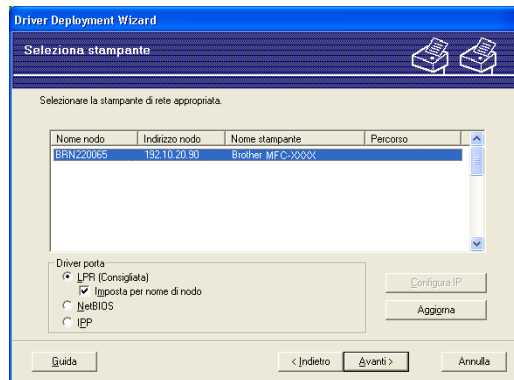 Driver Deployment Wizard
Seleziona stampante
Selezionare la stampante di rete appropriata.
Nome nodo Indirizzo nodo Nome stampante Percorso
BRN220065 192.10.20.90 Brother MFC-XXXX
Driver porta
LPR (Consigliata)
Imposta per nome di nodo
NetBIOS
IPP
Configura IP
Aggiorna
Guida < Indietro Avanti > Annulla